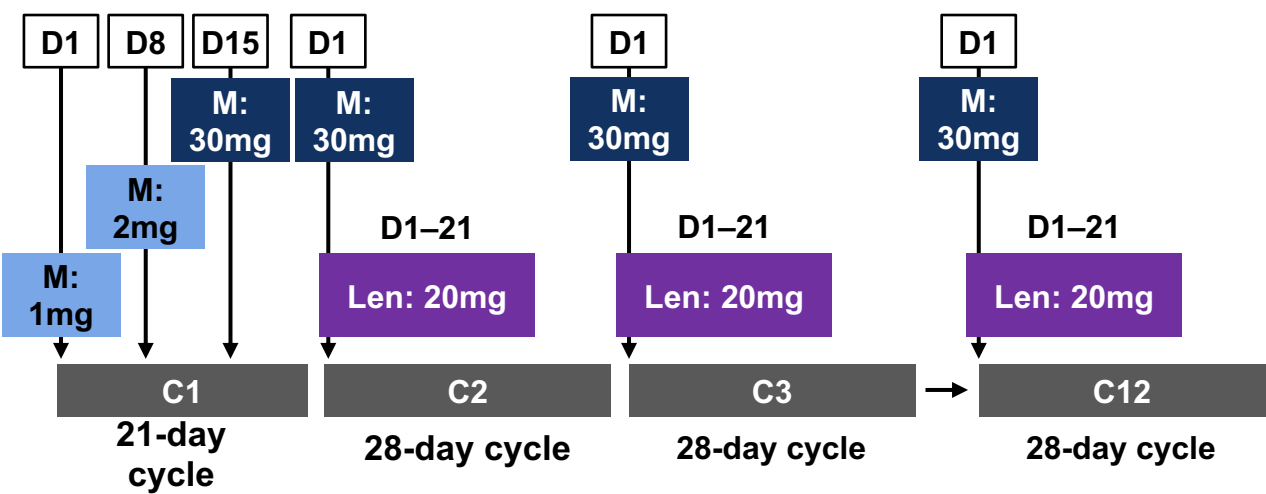 D1 D8 D15 D1 D1 D1
M:
30mg
M:
30mg
M:
30mg
M:
30mg
M:
2mg
D1–21
D1–21
D1–21
M:
1mg
Len: 20mg
Len: 20mg
Len: 20mg
C1
C2
C3
C12
21-day
cycle
28-day cycle
28-day cycle
28-day cycle